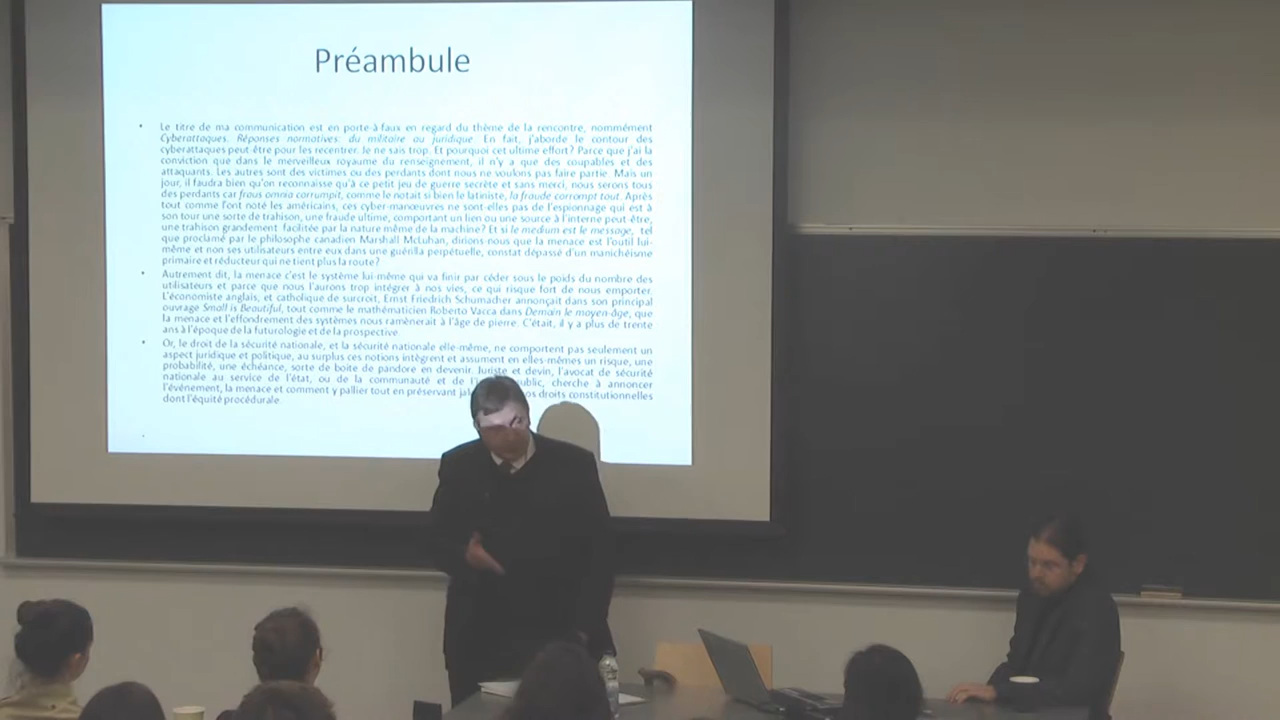 Préambule
Le titre de ma communication est en porte-à-faux en regard du thème de la rencontre, nommément
Cyberattaques. Réponses normatives, du militaire au juridique. En fait, j'aborde le contour des
cyberattaques peut être pour les recentrer. Je ne sais trop. Et pourquoi cet ultime effort? Parce que j'ai la
conviction que dans le merveilleux royaume du renseignement, il n'y a que des coupables et des
attaquants. Les autres sont des victimes ou des perdants dont nous ne voulons pas faire partie. Mais un
jour, il faudra bien qu'on reconnaisse qu'à ce petit jeu de guerre secrète et sans merci, nous serons tous
des perdants car fraus omnia corrumpit, comme le notait si bien le latiniste, la fraude corrompt tout. Après
tout comme l'ont noté les américains, ces cyber-manœuvres ne sont-elles pas de l'espionnage qui est à
son tour une sorte de trahison, une fraude ultime, comportant un lien ou une source à l'interne peut-être,
une trahison grandement facilitée par la nature même de la machine? Et si le medium est le message, tel
que proclamé par le philosophe canadien Marshall McLuhan, dirions-nous que la menace est l'outil lui-
même et non ses utilisateurs entre eux dans une guérilla perpétuelle, constat dépassé d'un manichéisme
primaire et réducteur qui ne tient plus la route?
Autrement dit, la menace c'est le système lui-même qui va finir par céder sous le poids du nombre des
utilisateurs et parce que nous l'aurons trop intégrer à nos vies, ce qui risque fort de nous emporter.
L'économiste anglais, et catholique de surcroit, Ernst Friedrich Schumacher annonçait dans son principal
ouvrage Small is Beautiful, tout comme le mathématicien Roberto Vacca dans Demain le moyen-âge, que
la menace et l'effondrement des systèmes nous ramènerait à l'âge de pierre. C'était, il y a plus de trente
ans à l'époque de la futurologie et de la prospective.
Or, le droit de la sécurité nationale, et la sécurité nationale elle-même, ne comportent pas seulement un
aspect juridique et politique, au surplus ces notions intègrent et assument en elles-mêmes un risque, une
probabilité, une échéance, sorte de boite de pandore en devenir. Juriste et devin, l'avocat de sécurité
nationale au service de l'état, ou de la communauté et de public, cherche à annoncer
l'événement, la menace et comment y pallier tout en préservant droits constitutionnelles
dont l'équité procédurale.